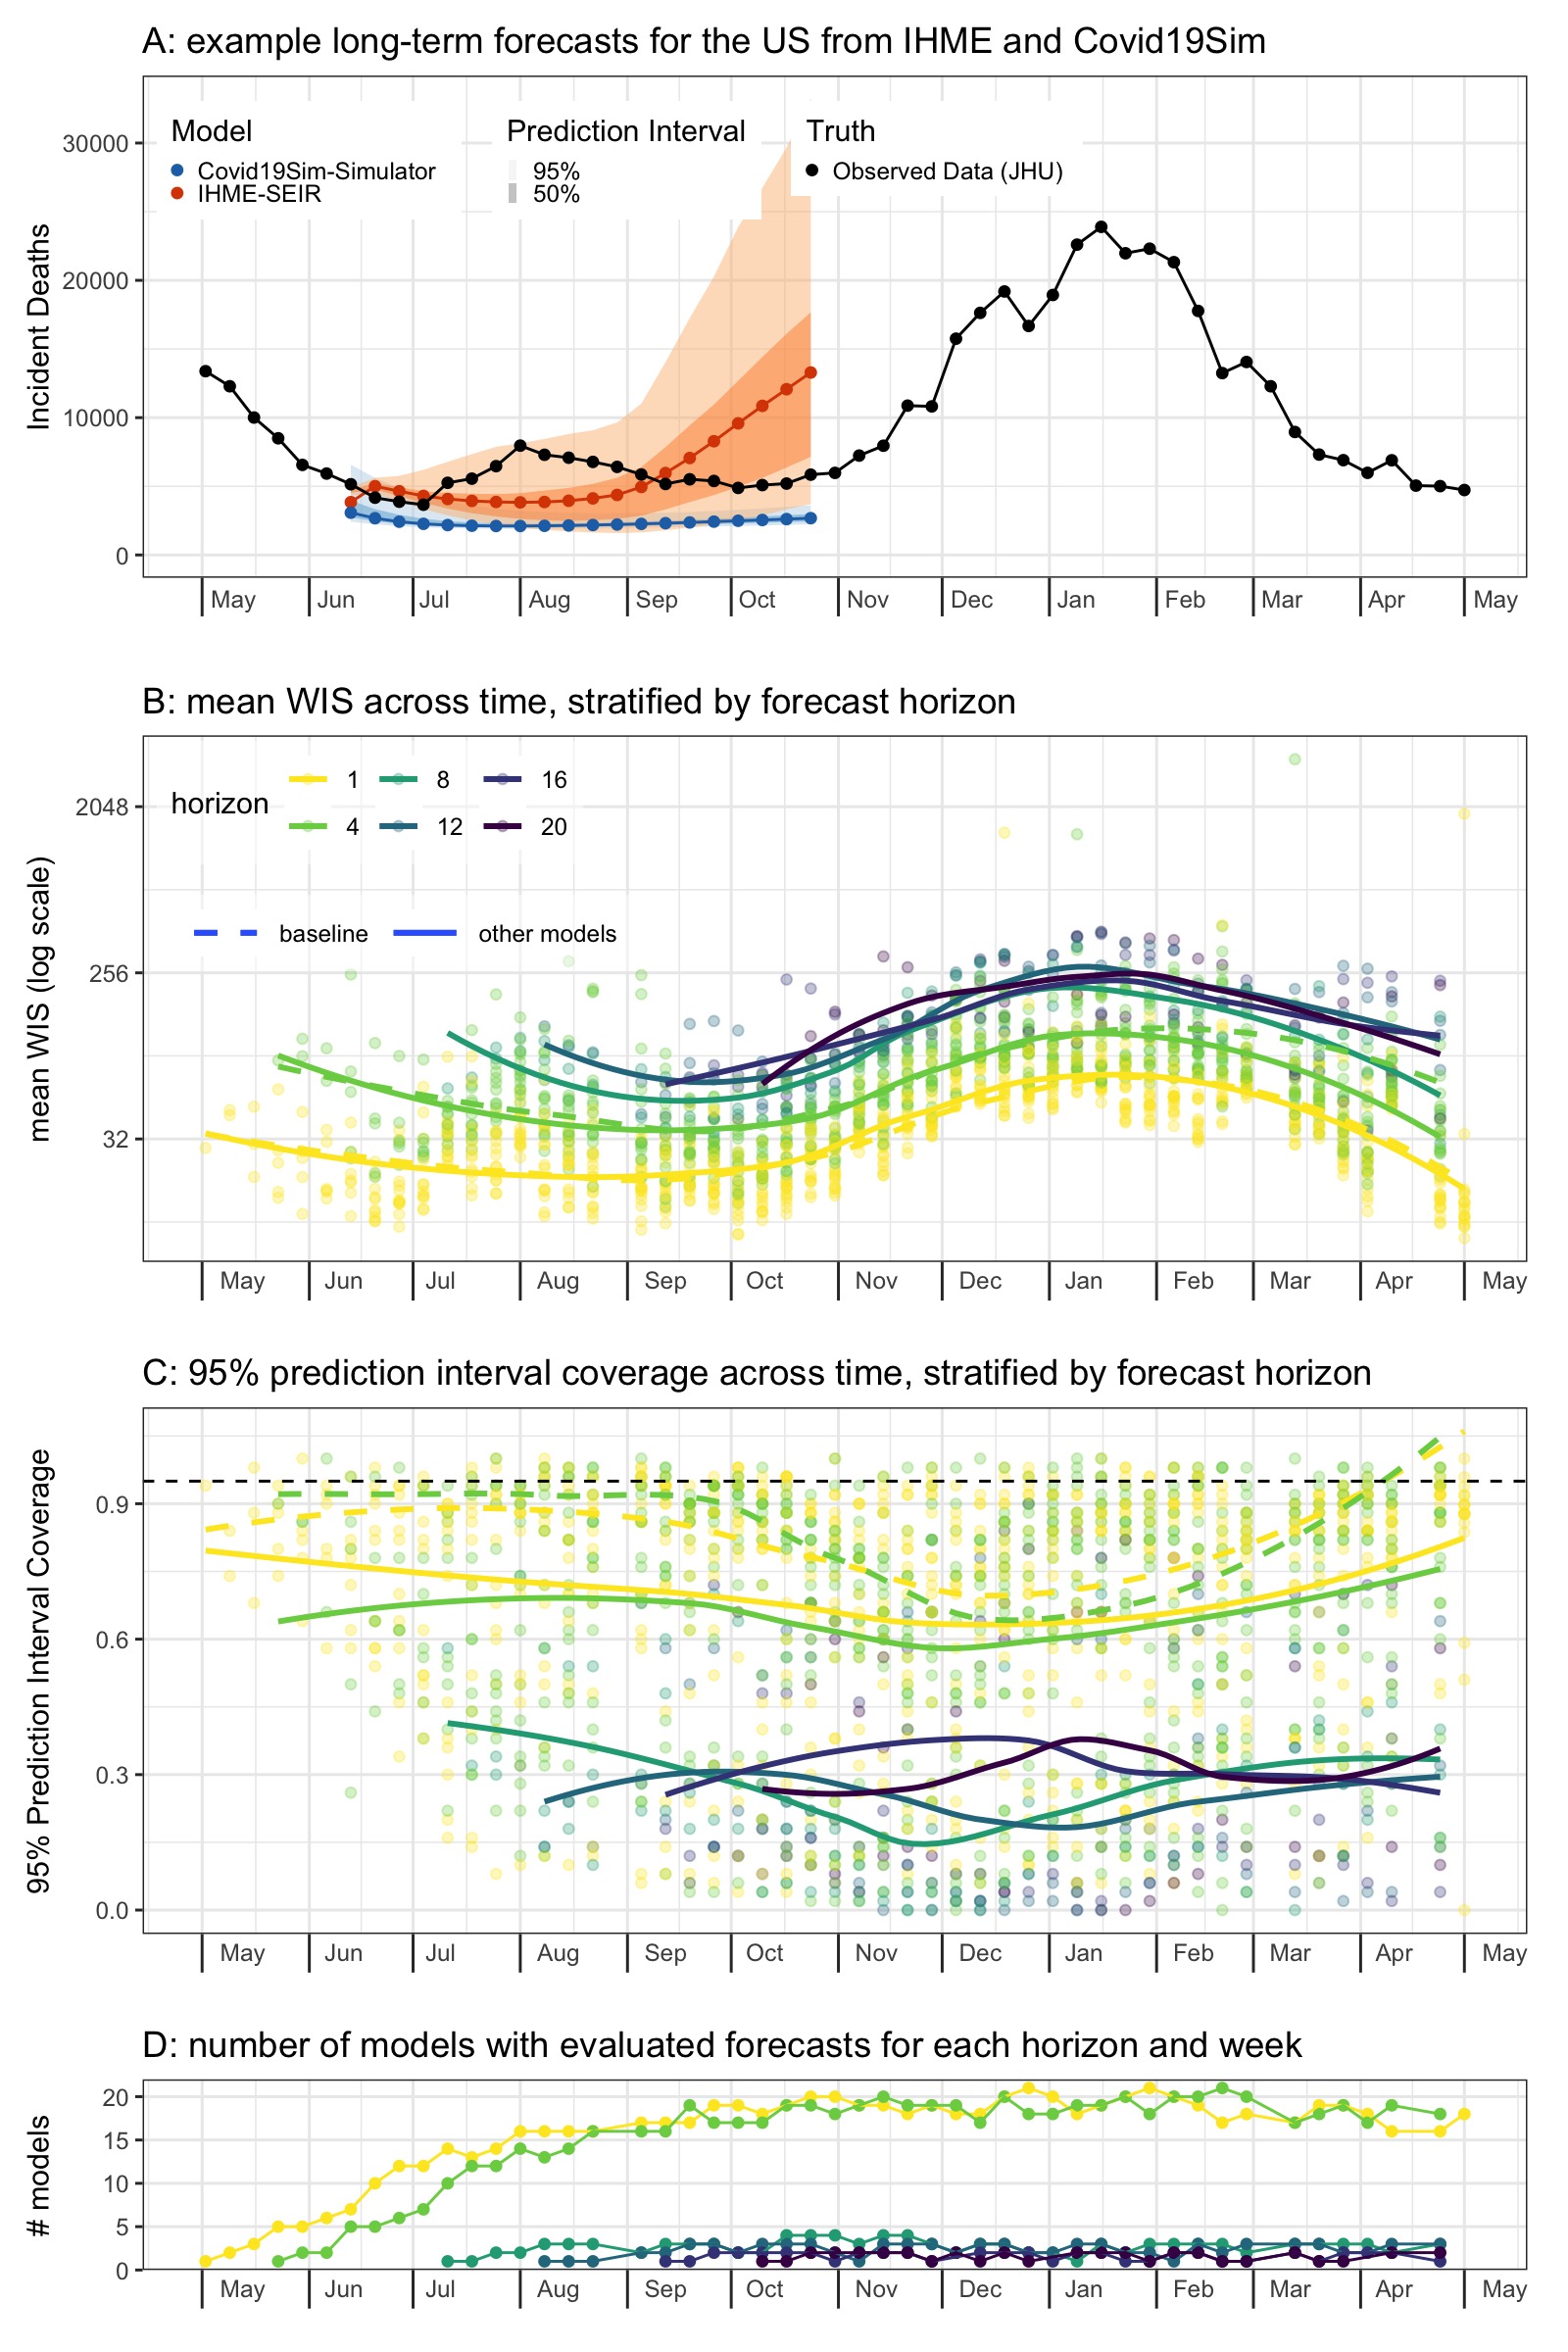 A: example long-term forecasts for the US from IHME and Covid19Sim
Incident Deaths
30000
20000
10000
0
Model
Covid19Sim-Simulator
IHME-SEIR
Prediction Interval
95%
50%
Truth
Observed Data (JHU)
May Jun Jul Aug Sep Oct Nov Dec Jan Feb Mar Apr May
B: mean WIS across time, stratified by forecast horizon
mean WIS (log scale)
2048
256
32
horizon
1 8 16
4 12 20
baseline other models
May Jun Jul Aug Sep Oct Nov Dec Jan Feb Mar Apr May
C: 95% prediction interval coverage across time, stratified by forecast horizon
95% Prediction Interval Coverage
0.9
0.6
0.3
0.0
May Jun Jul Aug Sep Oct Nov Dec Jan Feb Mar Apr May
D: number of models with evaluated forecasts for each horizon and week
# models
20
15
10
5
0
May Jun Jul Aug Sep Oct Nov Dec Jan Feb Mar Apr May